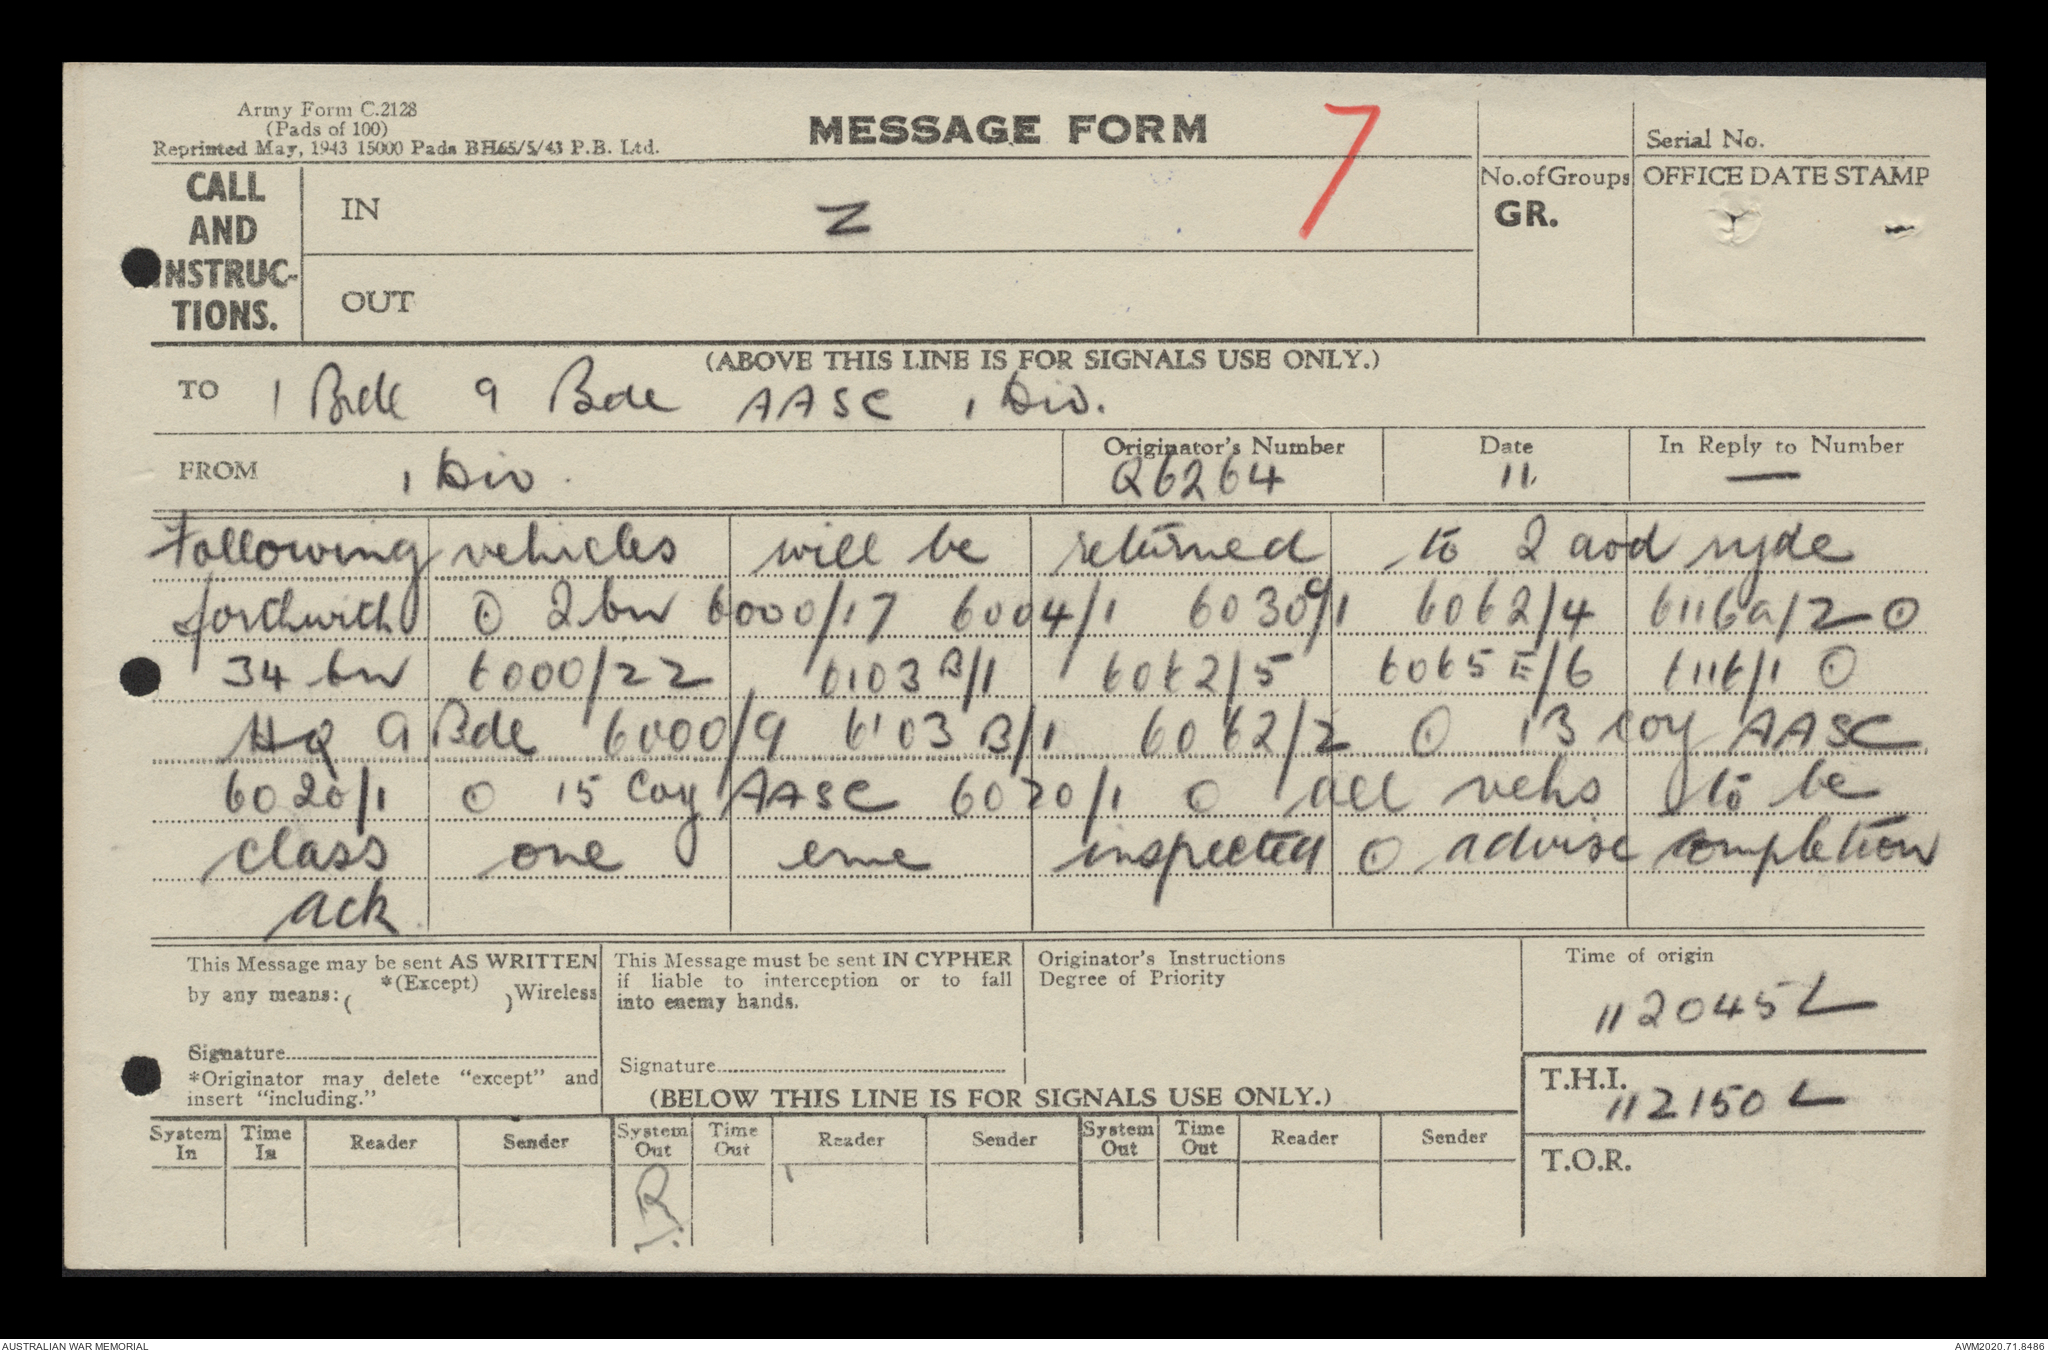 Army Form C.2128
(Pads of 100)
Reprinted May, 1943 15000 Pads BH65/5/43 P.B. Ltd.
MESSAGE FORM
7
Serial No.
CALL
AND
INSTRUC-
TIONS.
IN
Z
OUT
No. of Groups
GR.
OFFICE DATE STAMP
(ABOVE THIS LINE IS FOR SIGNALS USE ONLY.)
TO 1 Bde 9 Bde AASC 1 Div.
FROM 1 Div.
Originator's Number
Q6264
Date
11.
In Reply to Number
—
Following vehicles will be returned to 2 aod ryde
forthwith ⊙ 2 bn 6000/17 6004/1 6030C/1 6062/4 6116a/2 ⊙
34 bn 6000/22, 6103B/1 6062/5 6065E/6 6116/1 ⊙
HQ 9 Bde 6000/9 6103B/1 6062/2 ⊙ 13 coy AASC
6020/1 ⊙ 15 Coy AASC 6020/1 ⊙ all vehs to be
class one eme inspected ⊙ advise completion
ack
This Message may be sent AS WRITTEN
by any means: ( *(Except) ) Wireless
Signature
*Originator may delete "except" and
insert "including."
This Message must be sent IN CYPHER
if liable to interception or to fall
into enemy hands.
Signature
Originator's Instructions
Degree of Priority
Time of origin
112045L
T.H.I.
112150L
T.O.R.
(BELOW THIS LINE IS FOR SIGNALS USE ONLY.)
System In Time In Reader Sender System Out Time Out Reader Sender System Out Time Out Reader Sender
R
AUSTRALIAN WAR MEMORIAL
AWM2020.71.8486